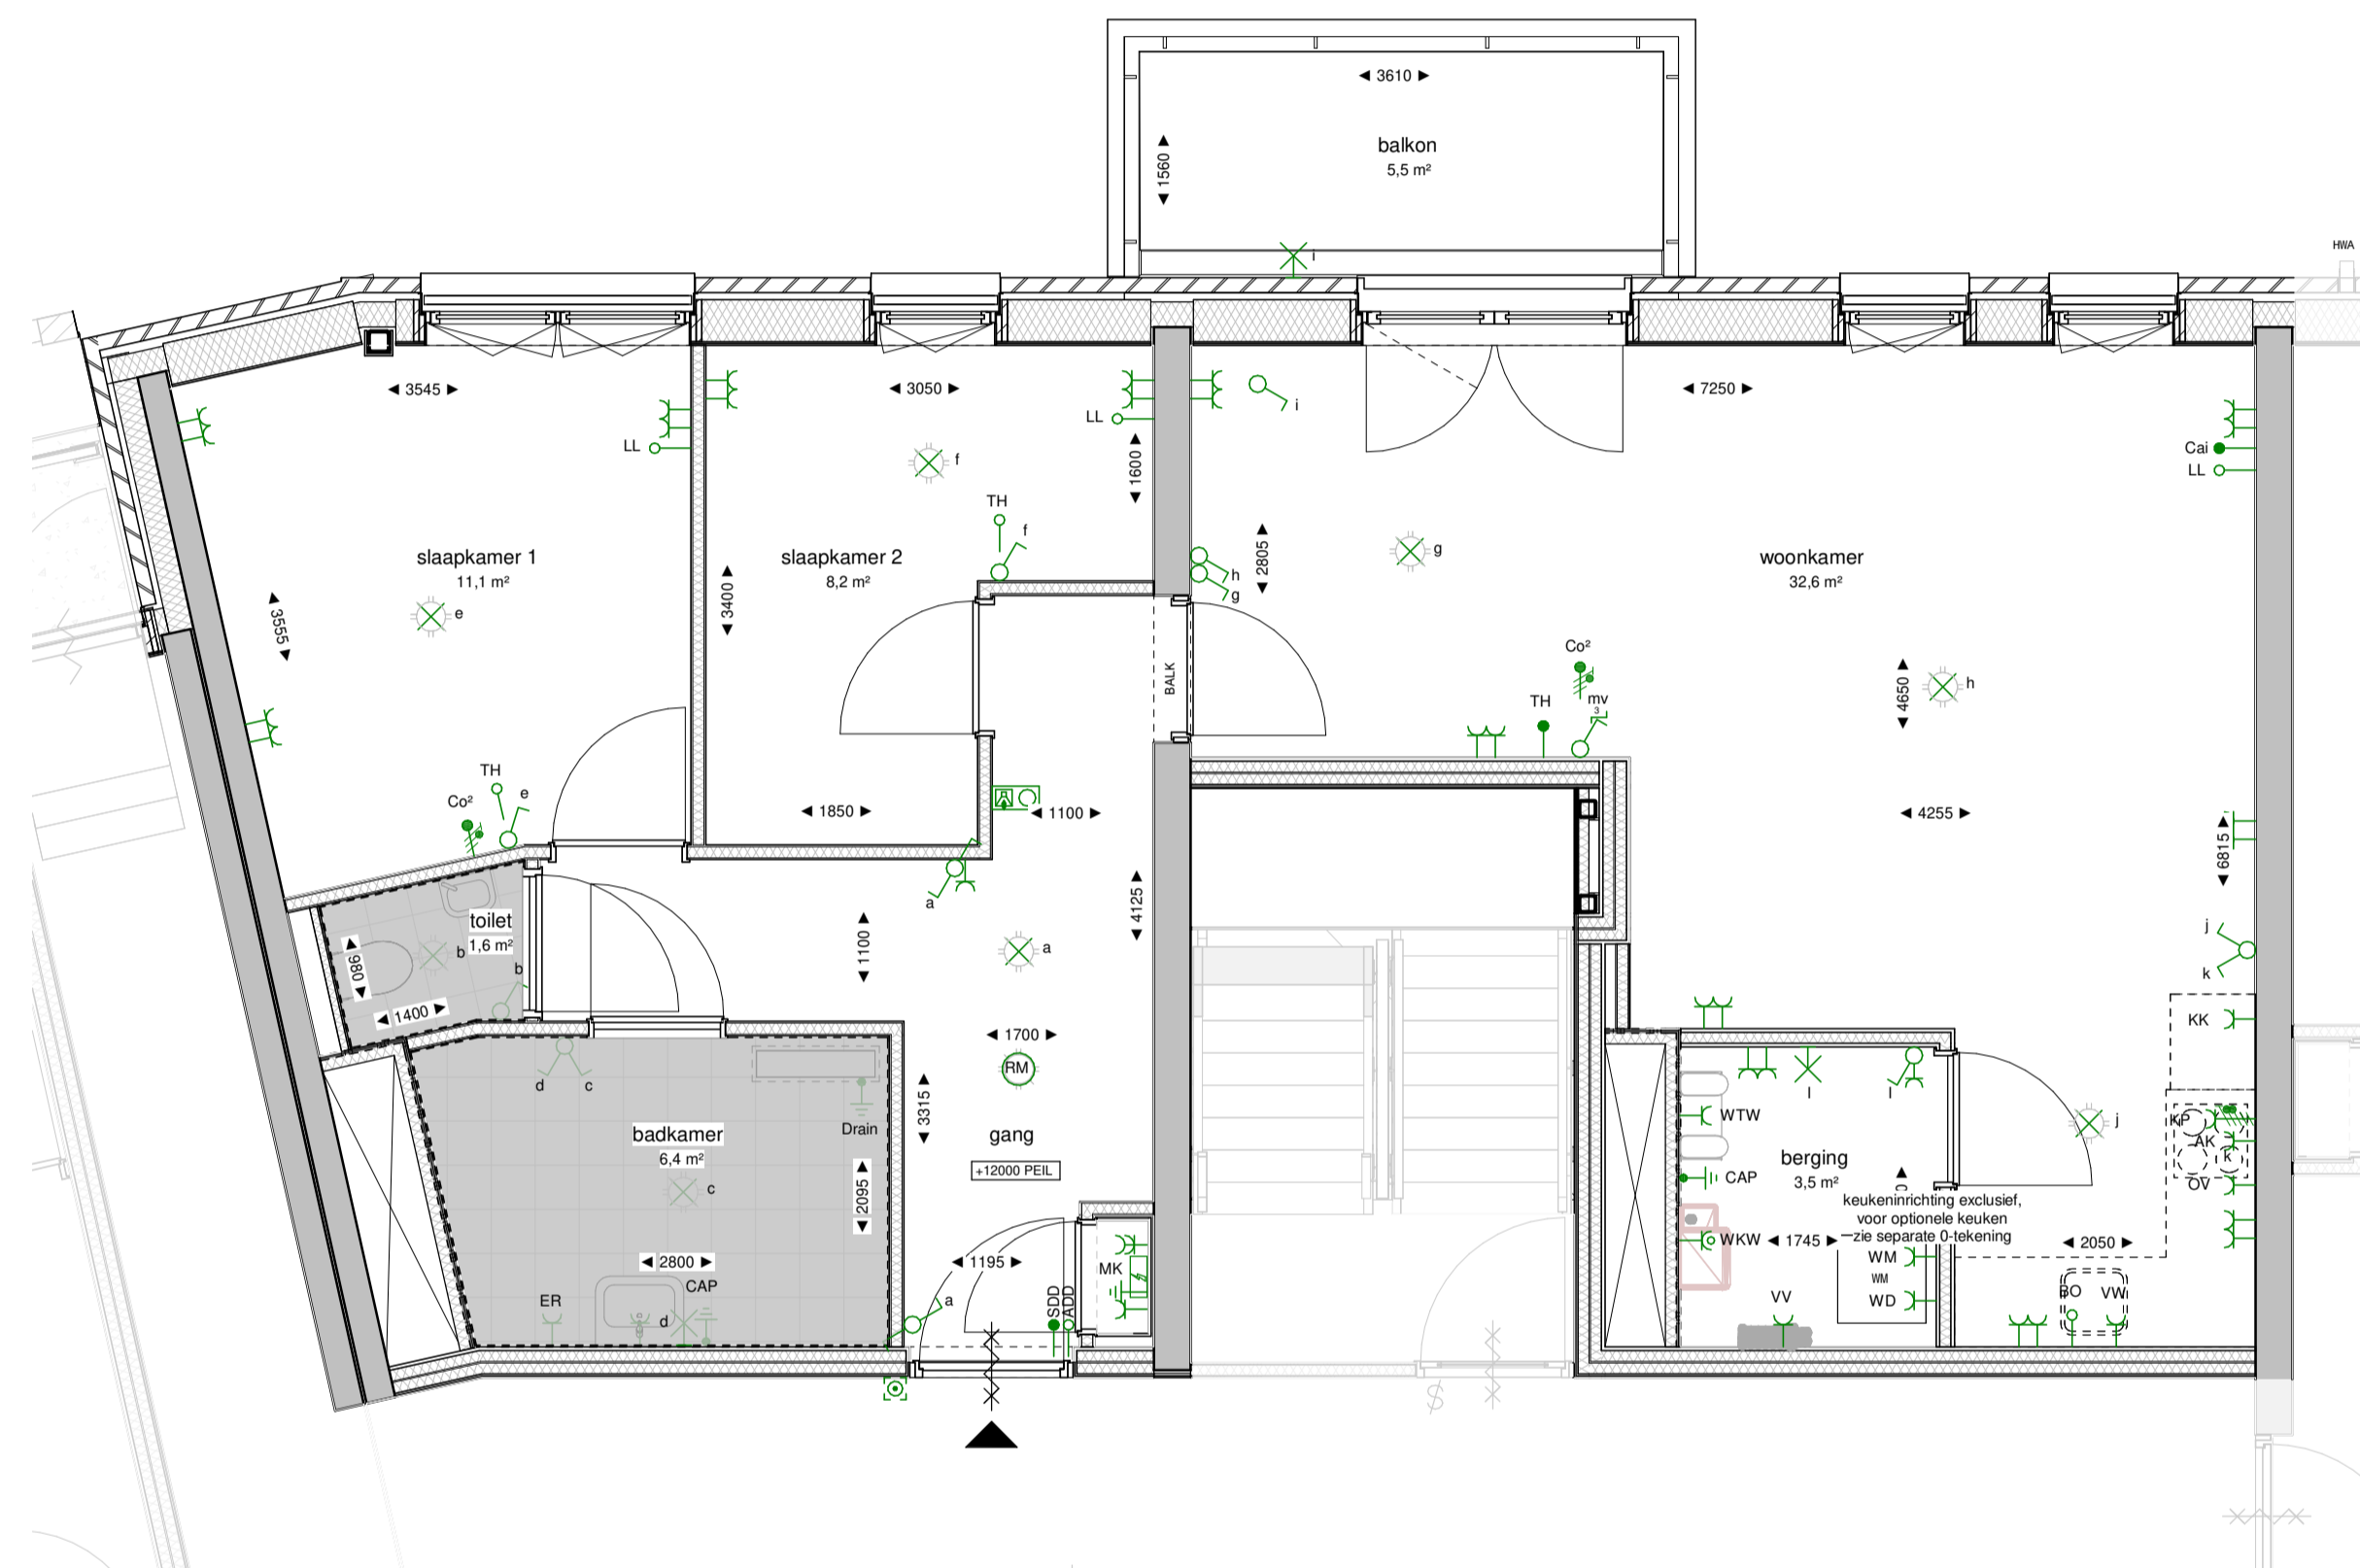 ◄ 3610 ►
balkon
5,5 m²
◄ 1560 ►
i
HWA
◄ 3545 ►
◄ 3050 ►
◄ 7250 ►
LL
LL
i
Cai
LL
◄ 1600 ►
f
TH
f
slaapkamer 1
11,1 m²
slaapkamer 2
8,2 m²
◄ 2805 ►
g
woonkamer
32,6 m²
h
g
e
◄ 3555 ►
◄ 3400 ►
BALK
Co²
mv
3
TH
◄ 4650 ►
h
TH
e
Co²
◄ 1850 ►
◄ 1100 ►
◄ 4255 ►
◄ 6815 ►
a
◄ 4125 ►
toilet
1,6 m²
b
b
◄ 980 ►
◄ 1400 ►
◄ 1100 ►
a
j
k
◄ 1700 ►
RM
KK
d
c
◄ 3315 ►
Drain
badkamer
6,4 m²
c
◄ 2095 ►
gang
+12000 PEIL
l
l
WTW
j
KP
AK
k
OV
berging
3,5 m²
CAP
keukeninrichting exclusief,
voor optionele keuken
zie separate 0-tekening
WKW
◄ 1745 ►
◄ 2050 ►
WM
WM
WD
VV
BO
VW
◄ 2800 ►
CAP
ER
d
◄ 1195 ►
MK
a
SDD
ADD